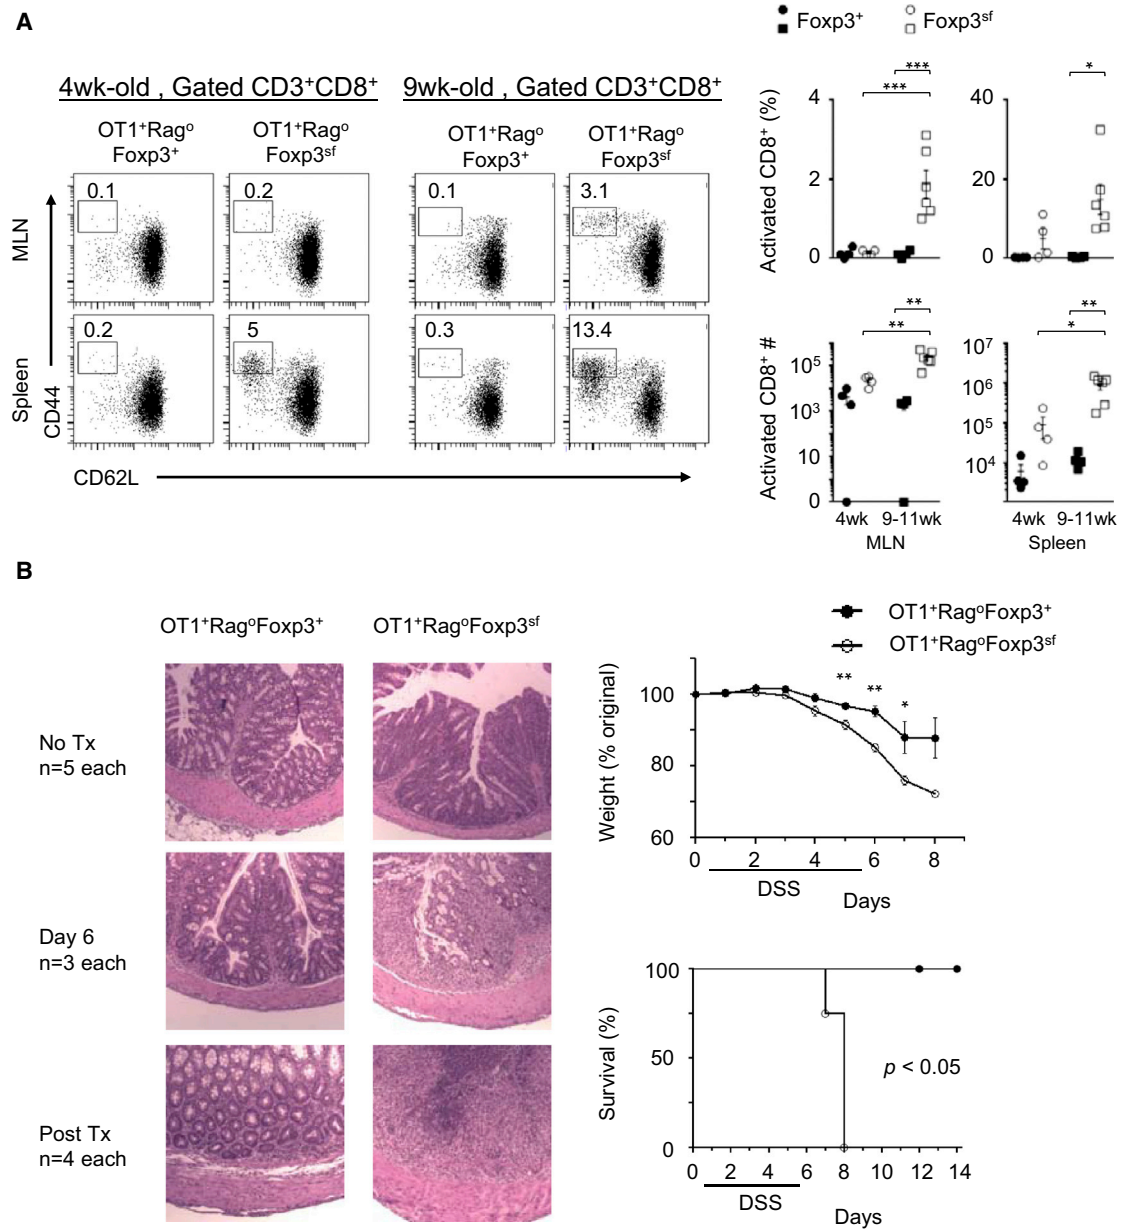 A
Foxp3⁺
Foxp3ˢᶠ
4wk-old , Gated CD3⁺CD8⁺
9wk-old , Gated CD3⁺CD8⁺
OT1⁺Ragᵒ
Foxp3⁺
OT1⁺Ragᵒ
Foxp3ˢᶠ
OT1⁺Ragᵒ
Foxp3⁺
OT1⁺Ragᵒ
Foxp3ˢᶠ
MLN
0.1
0.2
0.1
3.1
Spleen
0.2
5
0.3
13.4
CD44
CD62L
Activated CD8⁺ (%)
4
2
0
***
***
40
20
0
*
Activated CD8⁺ #
10⁵
10³
10
0
**
**
10⁷
10⁶
10⁵
10⁴
**
*
4wk 9-11wk
MLN
4wk 9-11wk
Spleen
B
OT1⁺RagᵒFoxp3⁺
OT1⁺RagᵒFoxp3ˢᶠ
No Tx
n=5 each
Day 6
n=3 each
Post Tx
n=4 each
OT1⁺RagᵒFoxp3⁺
OT1⁺RagᵒFoxp3ˢᶠ
Weight (% original)
100
80
60
** ** *
0 2 4 6 8
DSS
Days
Survival (%)
100
50
0
p < 0.05
0 2 4 6 8 10 12 14
DSS
Days